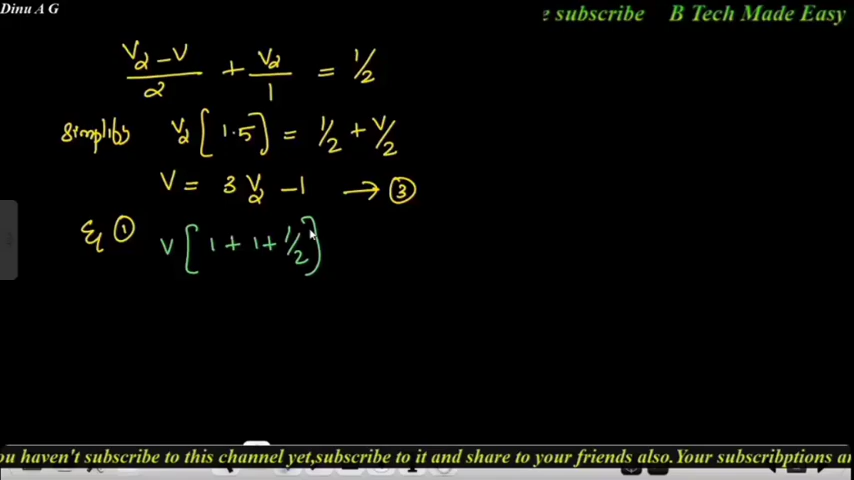 Dinu A G
e subscribe B Tech Made Easy
V2 - V / 2 + V2 / 1 = 1/2
Simplify V2 [ 1.5 ] = 1/2 + V/2
V = 3 V2 - 1 → ③
Eq ① V [ 1 + 1 + 1/2 ]
ou haven't subscribe to this channel yet,subscribe to it and share to your friends also.Your subscribptions a